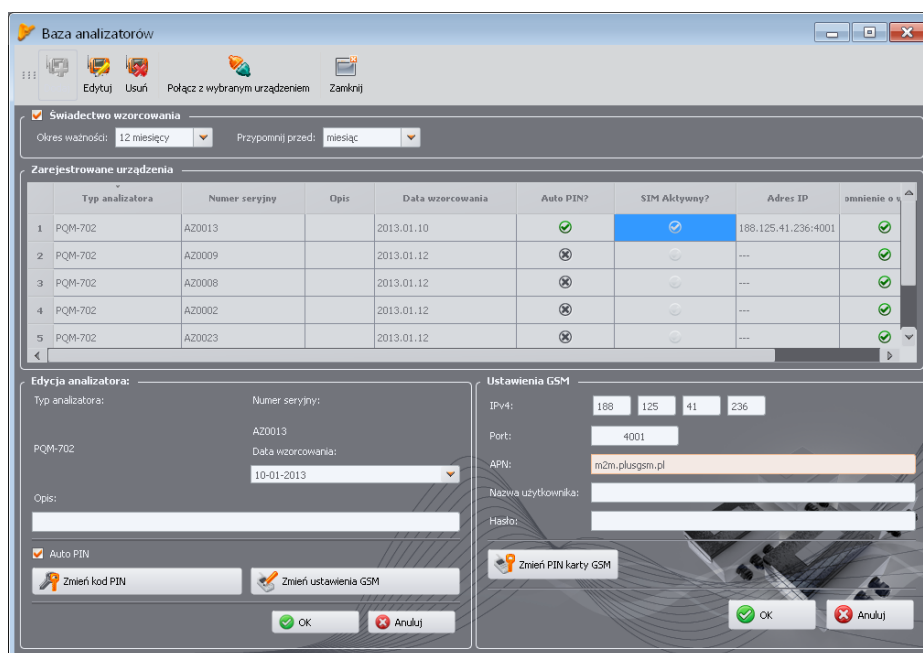 Baza analizatorów
Edytuj Usuń Połącz z wybranym urządzeniem Zamknij
Świadectwo wzorcowania
Okres ważności: 12 miesięcy Przypomnij przed: miesiąc
Zarejestrowane urządzenia
Typ analizatora Numer seryjny Opis Data wzorcowania Auto PIN? SIM Aktywny? Adres IP omnienie o w
1 PQM-702 AZ0013 2013.01.10 188.125.41.236:4001
2 PQM-702 AZ0009 2013.01.12 ---
3 PQM-702 AZ0008 2013.01.12 ---
4 PQM-702 AZ0002 2013.01.12 ---
5 PQM-702 AZ0023 2013.01.12 ---
Edycja analizatora:
Typ analizatora: Numer seryjny:
AZ0013
PQM-702
Data wzorcowania:
10-01-2013
Opis:
Auto PIN
Zmień kod PIN Zmień ustawienia GSM
OK Anuluj
Ustawienia GSM
IPv4: 188 125 41 236
Port: 4001
APN: m2m.plusgsm.pl
Nazwa użytkownika:
Hasło:
Zmień PIN karty GSM
OK Anuluj